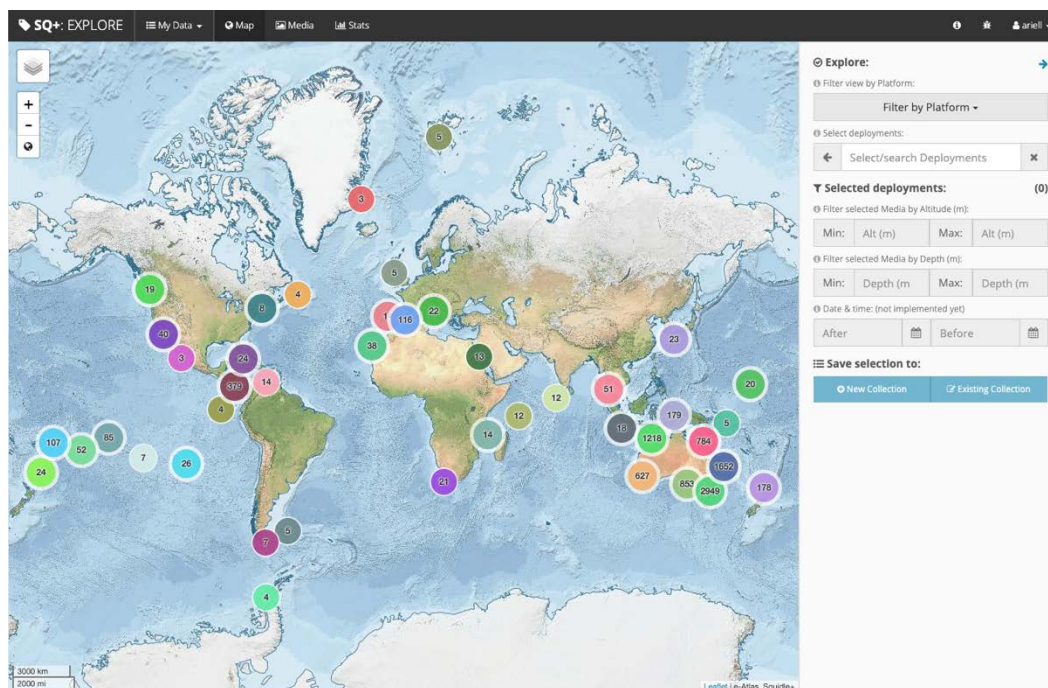 SQ+: EXPLORE My Data Map Media Stats ariell
Explore:
Filter view by Platform:
Filter by Platform
Select deployments:
Select/search Deployments
Selected deployments: (0)
Filter selected Media by Altitude (m):
Min: Alt (m) Max: Alt (m)
Filter selected Media by Depth (m):
Min: Depth (m Max: Depth (m
Date & time: (not implemented yet)
After Before
Save selection to:
New Collection Existing Collection
+
−
5
3
5
19
4
8
1 116 22
40
38
23
3
24
13
379 14
20
51
4
12
12
179
5
18
14
1218 784
107 85
52
7
26
24
1652
627
21
853
2949
178
5
7
4
3000 km
2000 mi
Leaflet | e-Atlas, Squidle+